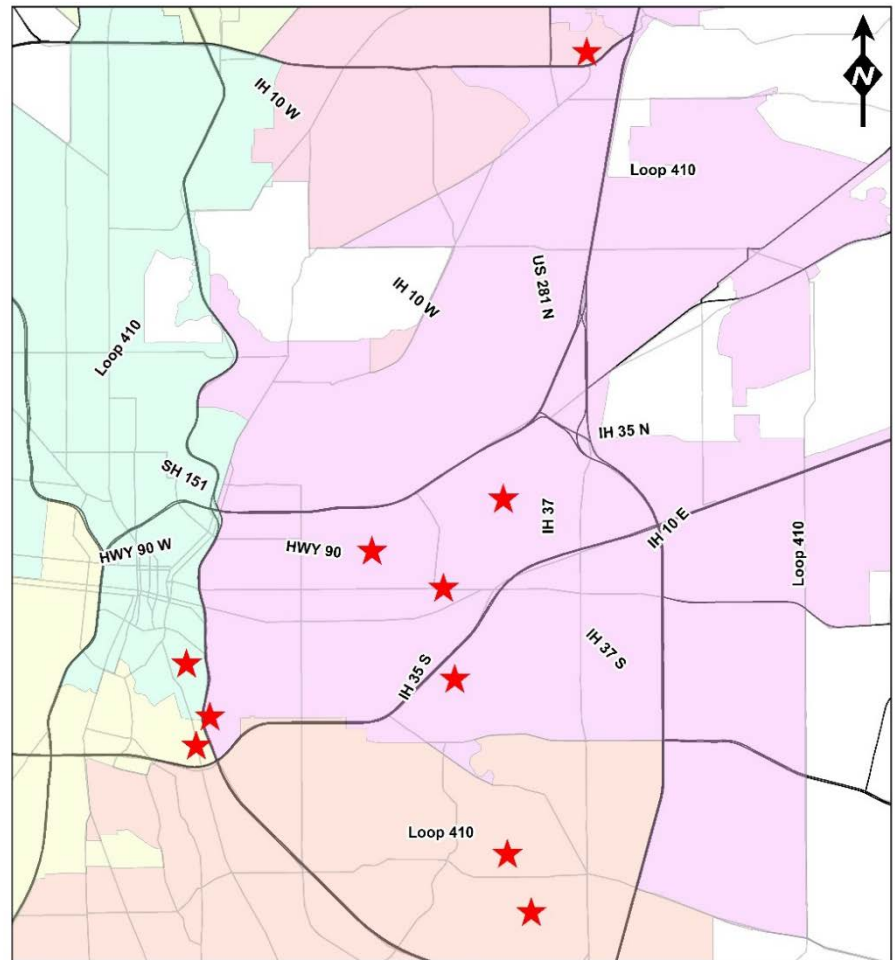 N
IH 10 W
Loop 410
US 281 N
IH 10 W
Loop 410
IH 35 N
SH 151
IH 37
IH 10 E
HWY 90 W
HWY 90
Loop 410
IH 37 S
IH 35 S
Loop 410